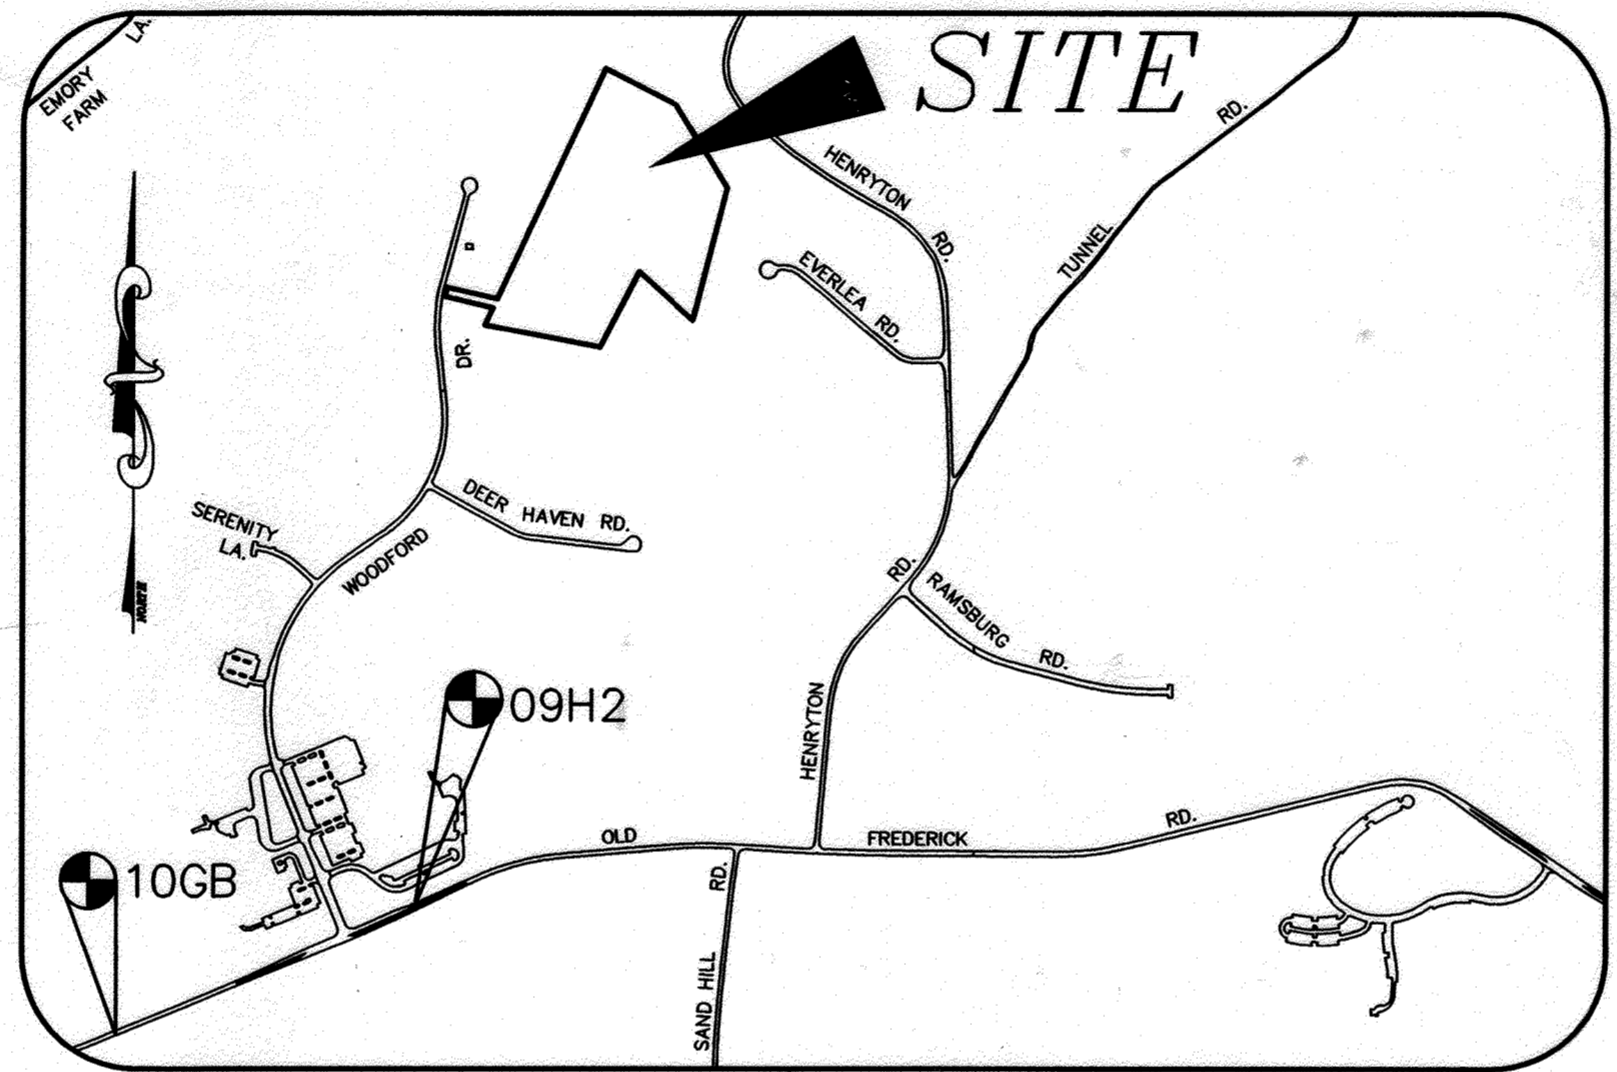 LA.
EMORY
FARM
SITE
RD.
HENRYTON
RD.
TUNNEL
EVERLEA RD.
DR.
DEER HAVEN RD.
SERENITY
LA.
WOODFORD
NORTH
RD.
RAMSBURG RD.
HENRYTON
09H2
10GB
OLD
FREDERICK
RD.
RD.
SAND HILL